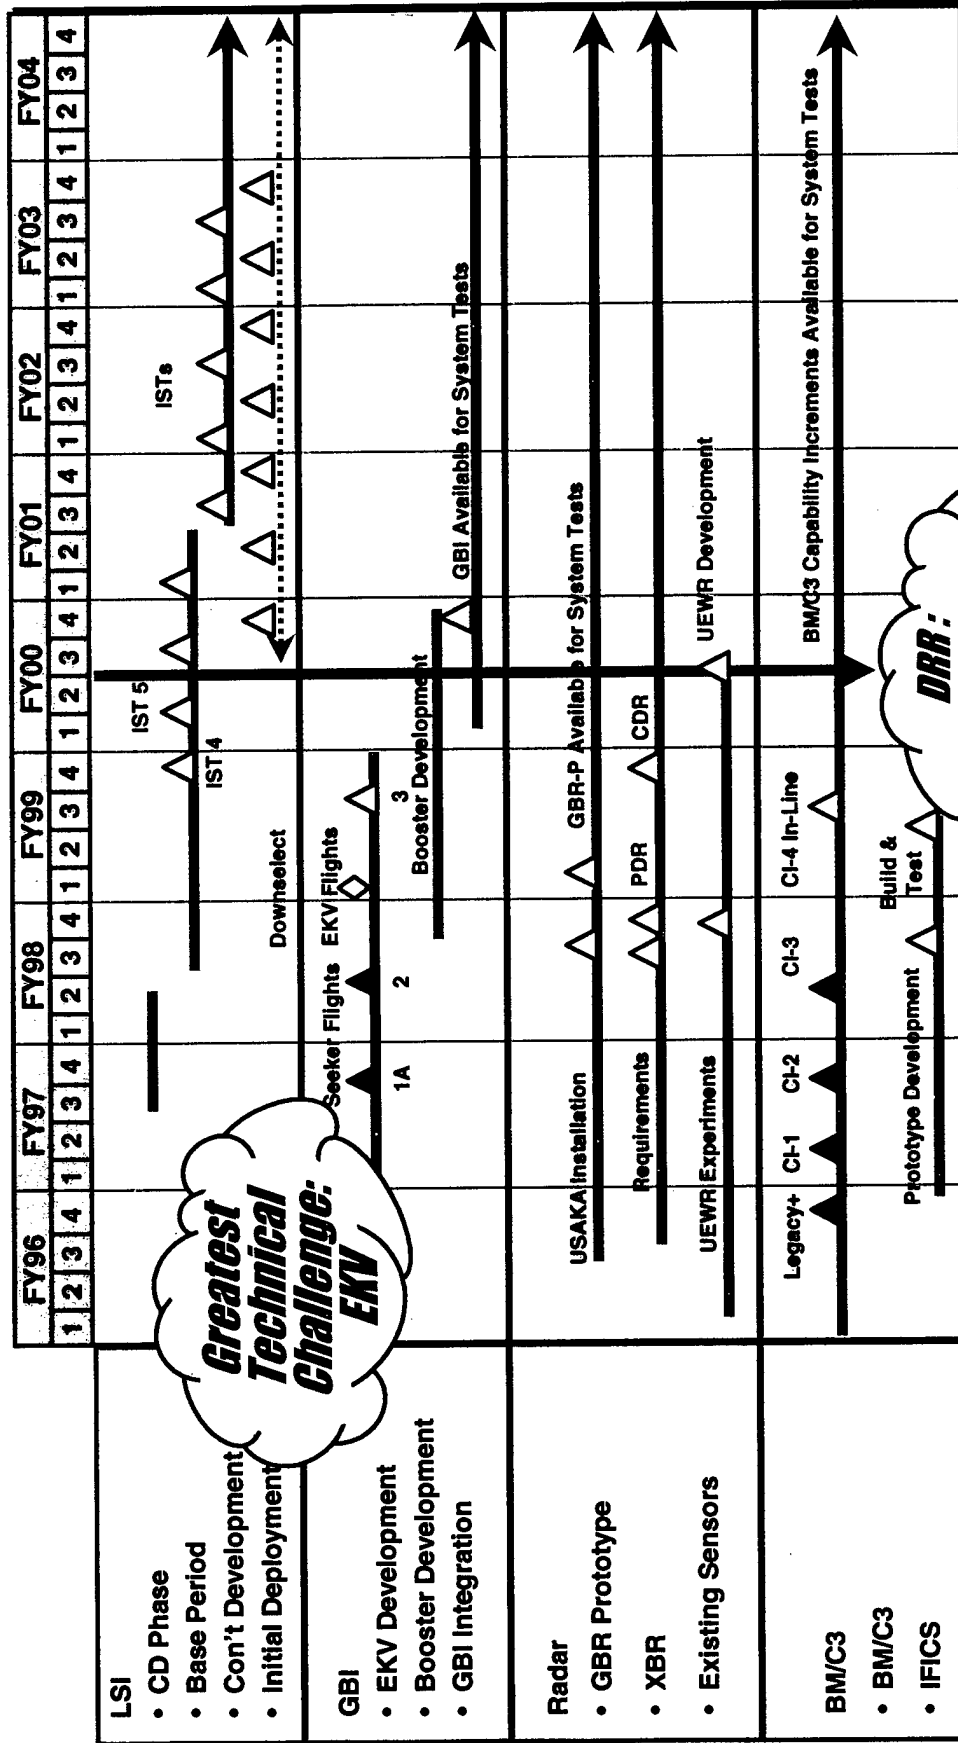 FY96 FY97 FY98 FY99 FY00 FY01 FY02 FY03 FY04
1 2 3 4 1 2 3 4 1 2 3 4 1 2 3 4 1 2 3 4 1 2 3 4 1 2 3 4 1 2 3 4 1 2 3 4
LSI
• CD Phase
• Base Period
• Con't Development
• Initial Deployment
Greatest
Technical
Challenge:
EKV
IST 5
IST 4
ISTs
Downselect
GBI
• EKV Development
• Booster Development
• GBI Integration
Seeker Flights EKV Flights
1A 2 3
Booster Development
GBI Available for System Tests
Radar
• GBR Prototype
• XBR
• Existing Sensors
USAKA Installation
GBR-P Available for System Tests
Requirements PDR CDR
UEWR Experiments
UEWR Development
BM/C3
• BM/C3
• IFICS
Legacy+ CI-1 CI-2 CI-3 CI-4 In-Line
BM/C3 Capability Increments Available for System Tests
Prototype Development
Build &
Test
DRR: